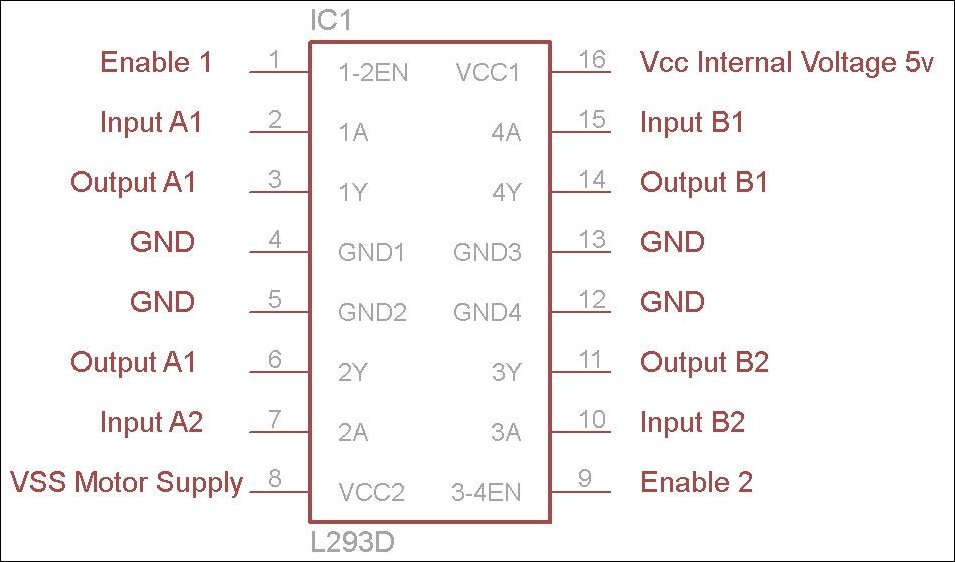 IC1
Enable 1 1 1-2EN VCC1 16 Vcc Internal Voltage 5v
Input A1 2 1A 4A 15 Input B1
Output A1 3 1Y 4Y 14 Output B1
GND 4 GND1 GND3 13 GND
GND 5 GND2 GND4 12 GND
Output A1 6 2Y 3Y 11 Output B2
Input A2 7 2A 3A 10 Input B2
VSS Motor Supply 8 VCC2 3-4EN 9 Enable 2
L293D